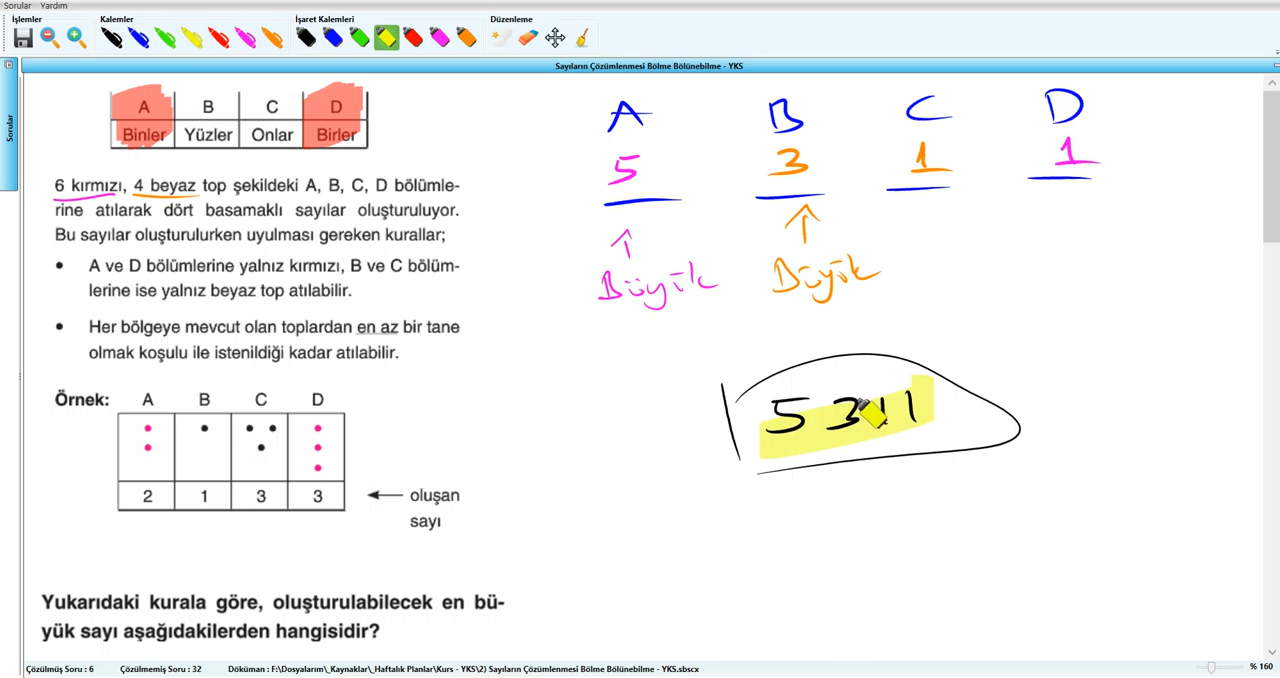 Sorular Yardım
İşlemler Kalemler İşaret Kalemleri Düzenleme
Sayıların Çözümlenmesi Bölme Bölünebilme - YKS
Sorular
A B C D
Binler Yüzler Onlar Birler
6 kırmızı, 4 beyaz top şekildeki A, B, C, D bölümle-
rine atılarak dört basamaklı sayılar oluşturuluyor.
Bu sayılar oluşturulurken uyulması gereken kurallar;
• A ve D bölümlerine yalnız kırmızı, B ve C bölüm-
lerine ise yalnız beyaz top atılabilir.
• Her bölgeye mevcut olan toplardan en az bir tane
olmak koşulu ile istenildiği kadar atılabilir.
Örnek: A B C D
2 1 3 3 oluşan
sayı
Yukarıdaki kurala göre, oluşturulabilecek en bü-
yük sayı aşağıdakilerden hangisidir?
A B C D
5 3 1 1
Büyük Büyük
5311
Çözülmüş Soru : 6 Çözülmemiş Soru : 32 Döküman : F:\Dosyalarım\_Kaynaklar\_Haftalık Planlar\Kurs - YKS\2) Sayıların Çözümlenmesi Bölme Bölünebilme - YKS.sbscx % 160